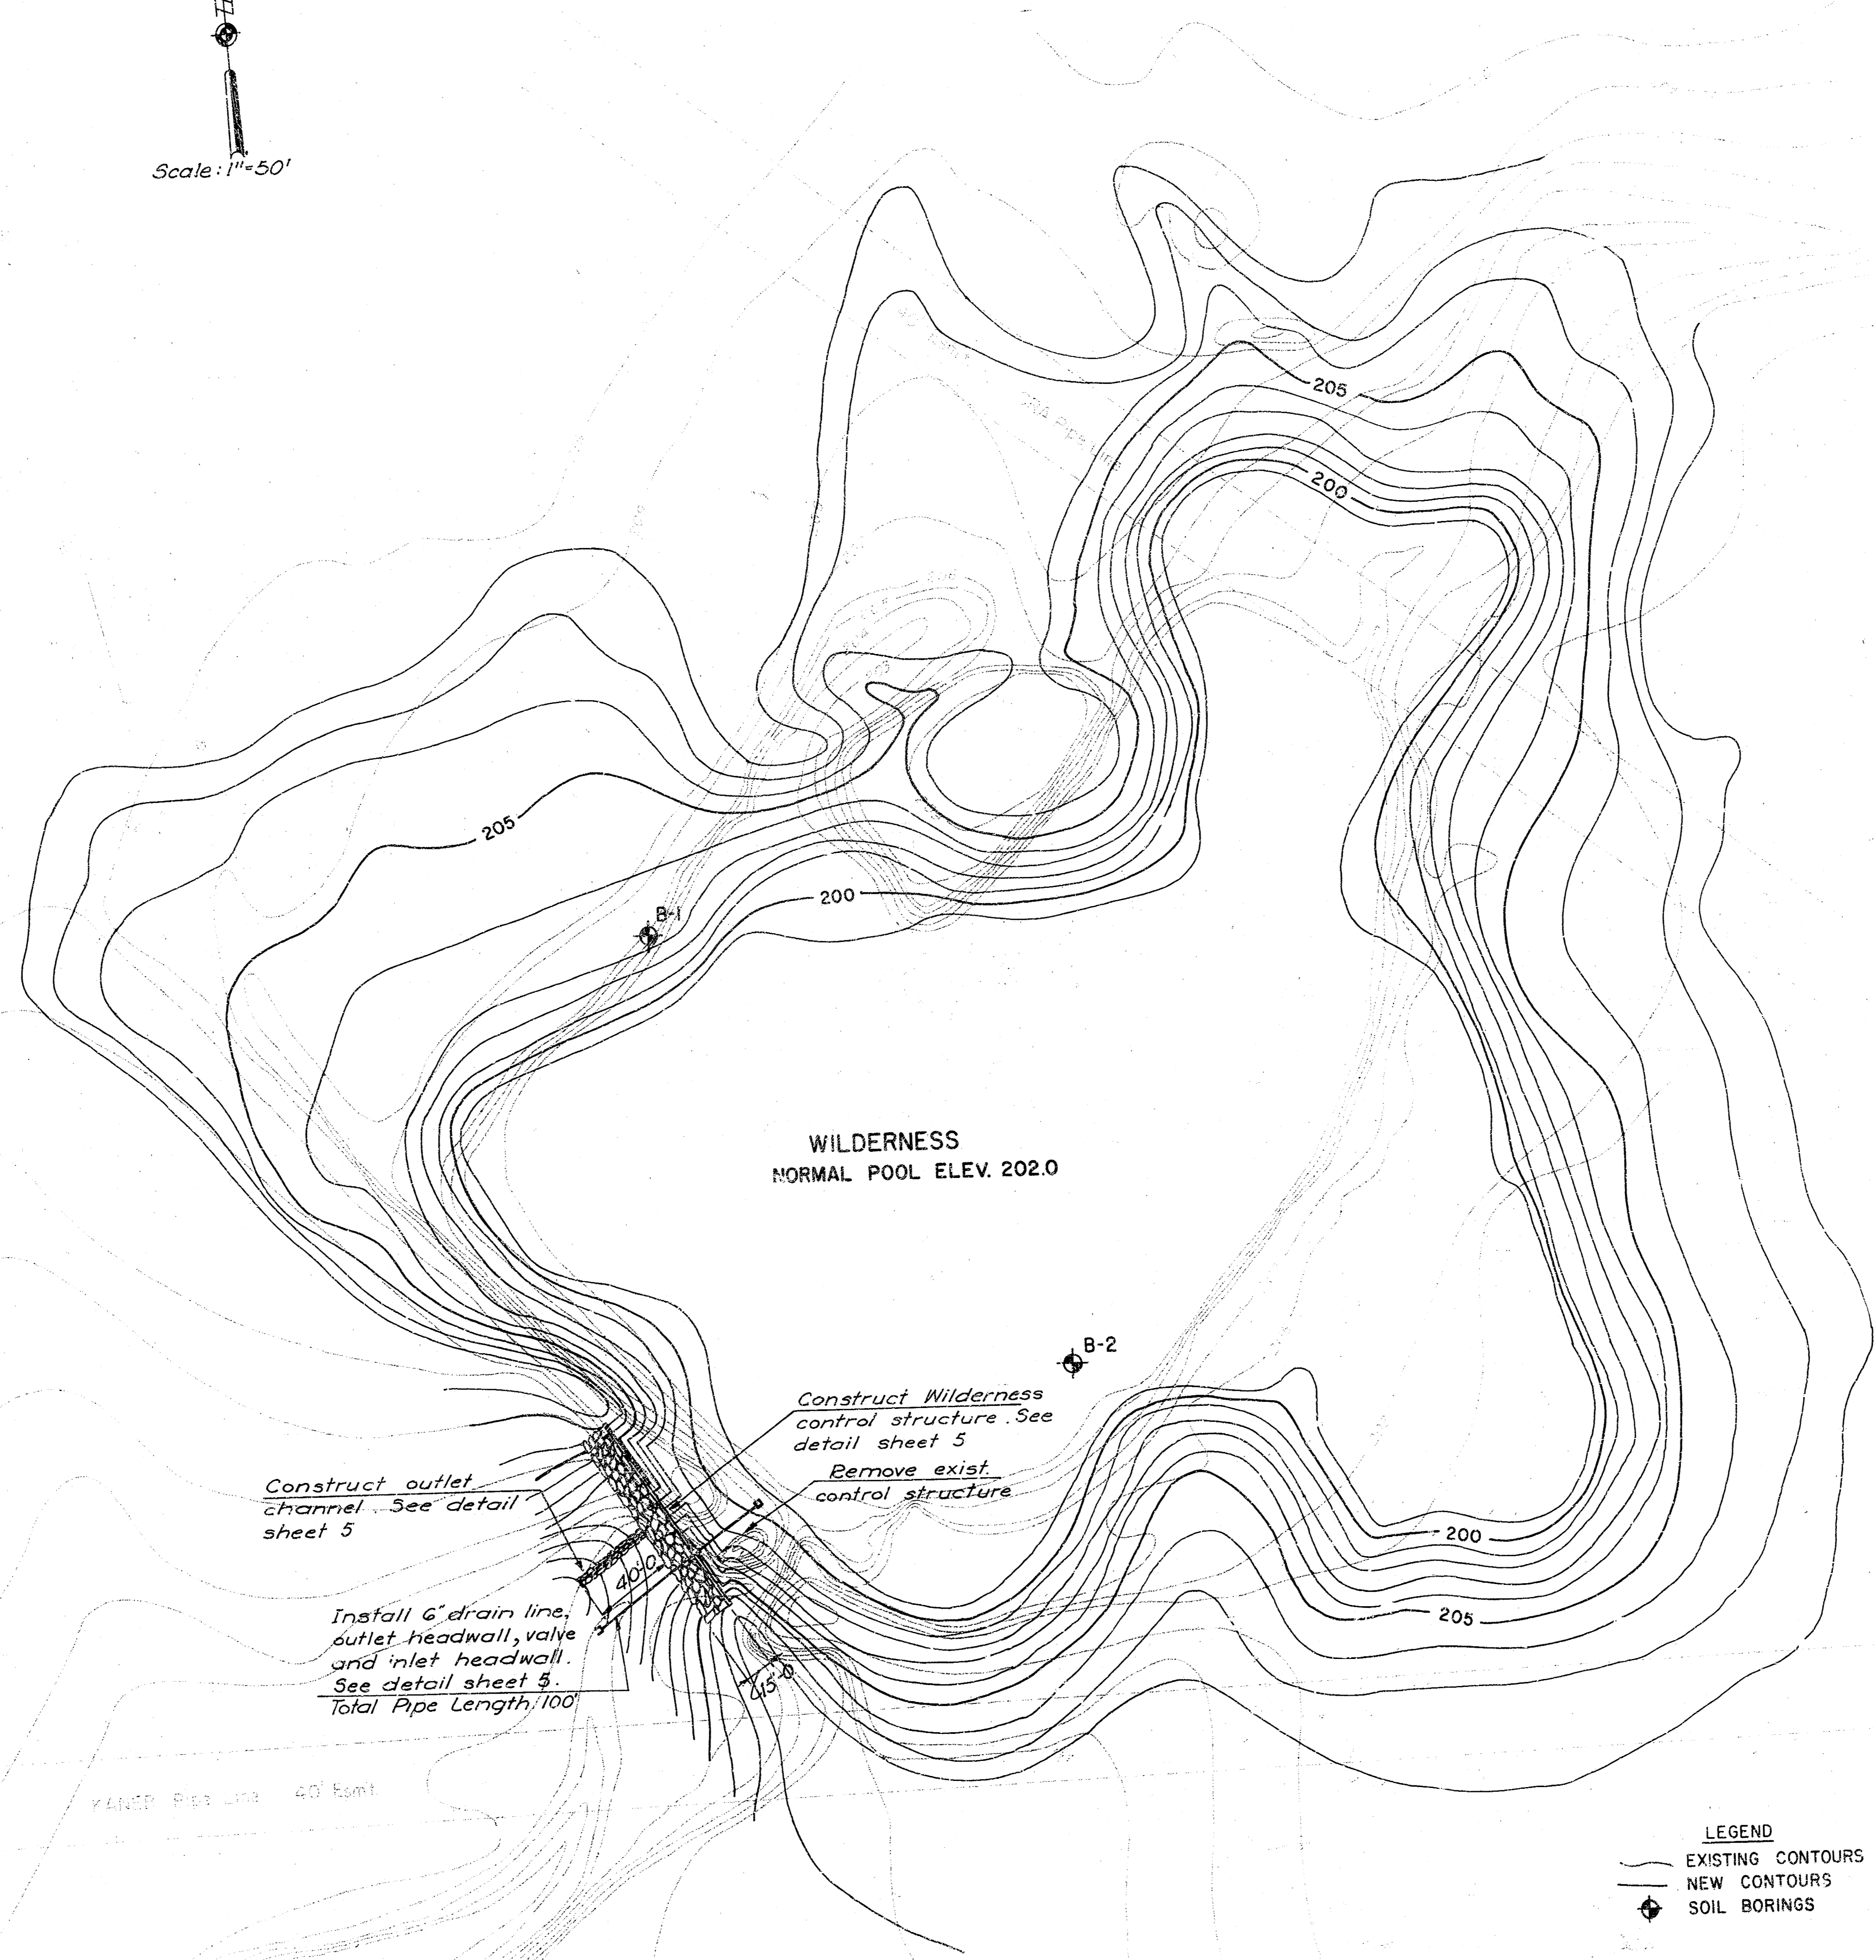 Scale: 1"=50'
205
200
205
200
B-1
WILDERNESS
NORMAL POOL ELEV. 202.0
B-2
Construct Wilderness
control structure. See
detail sheet 5
Remove exist.
control structure
Construct outlet
channel. See detail
sheet 5
40'-0
200
205
Install 6" drain line,
outlet headwall, valve
and inlet headwall.
See detail sheet 5.
Total Pipe Length 100'
Pipe Line 40' Esmt.
LEGEND
EXISTING CONTOURS
NEW CONTOURS
SOIL BORINGS